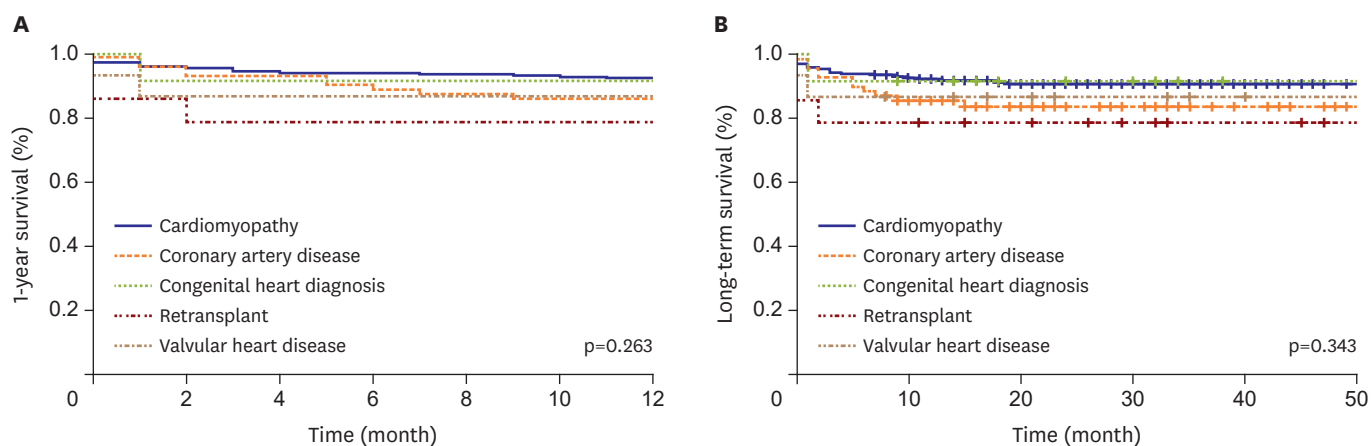 A
1-year survival (%)
1.0
0.8
0.6
0.4
0.2
0
2
4
6
8
10
12
Time (month)
Cardiomyopathy
Coronary artery disease
Congenital heart diagnosis
Retransplant
Valvular heart disease
p=0.263
B
Long-term survival (%)
1.0
0.8
0.6
0.4
0.2
0
10
20
30
40
50
Time (month)
Cardiomyopathy
Coronary artery disease
Congenital heart diagnosis
Retransplant
Valvular heart disease
p=0.343